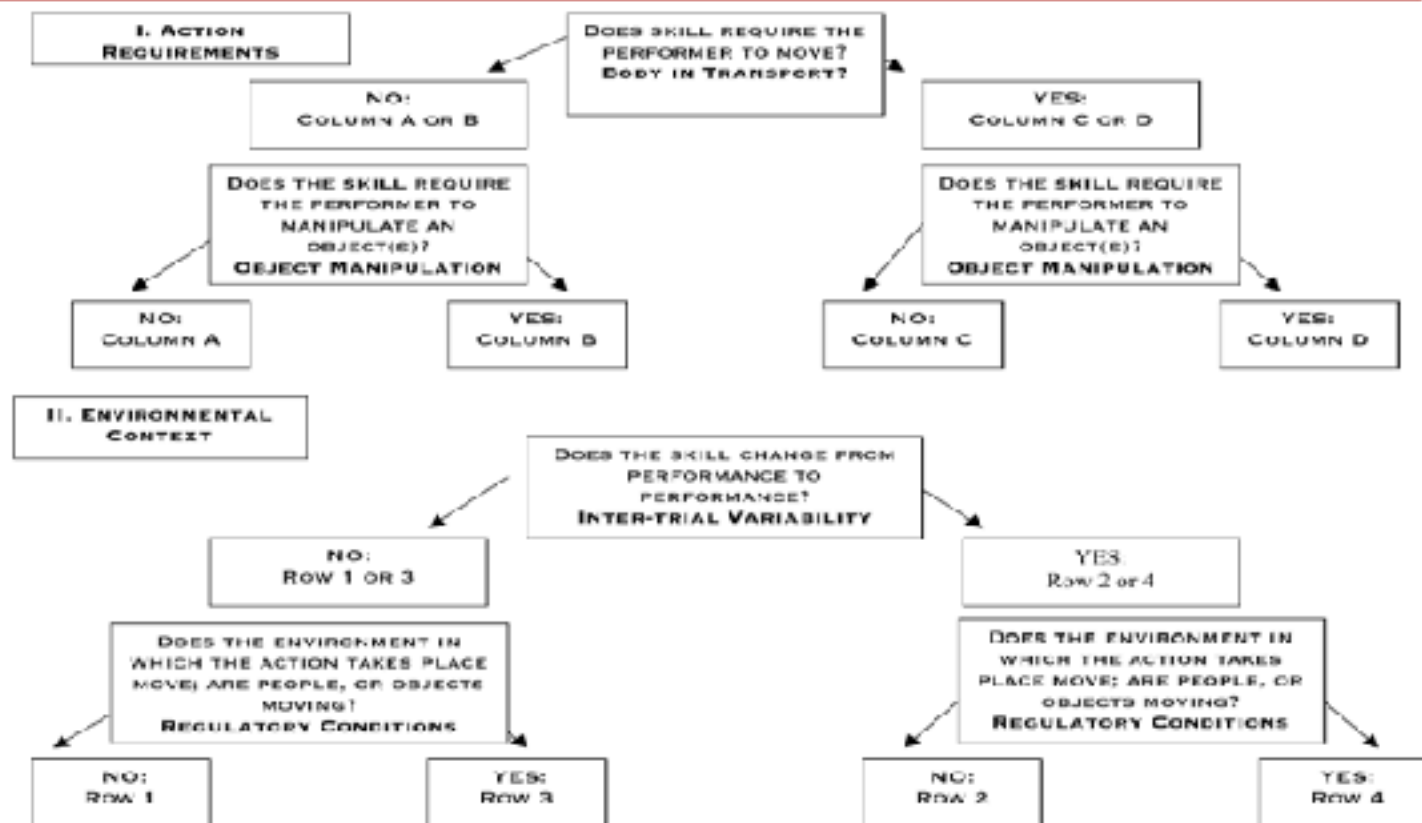 I. ACTION
REQUIREMENTS
DOES SKILL REQUIRE THE
PERFORMER TO MOVE?
BODY IN TRANSPORT?
NO:
COLUMN A OR B
YES:
COLUMN C OR D
DOES THE SKILL REQUIRE
THE PERFORMER TO
MANIPULATE AN
OBJECT(S)?
OBJECT MANIPULATION
DOES THE SKILL REQUIRE
THE PERFORMER TO
MANIPULATE AN
OBJECT(S)?
OBJECT MANIPULATION
NO:
COLUMN A
YES:
COLUMN B
NO:
COLUMN C
YES:
COLUMN D
II. ENVIRONMENTAL
CONTEXT
DOES THE SKILL CHANGE FROM
PERFORMANCE TO
PERFORMANCE?
INTER-TRIAL VARIABILITY
NO:
ROW 1 OR 3
YES:
Row 2 or 4
DOES THE ENVIRONMENT IN
WHICH THE ACTION TAKES PLACE
MOVE; ARE PEOPLE, OR OBJECTS
MOVING?
REGULATORY CONDITIONS
DOES THE ENVIRONMENT IN
WHICH THE ACTION TAKES
PLACE MOVE; ARE PEOPLE, OR
OBJECTS MOVING?
REGULATORY CONDITIONS
NO:
ROW 1
YES:
ROW 3
NO:
ROW 2
YES:
ROW 4